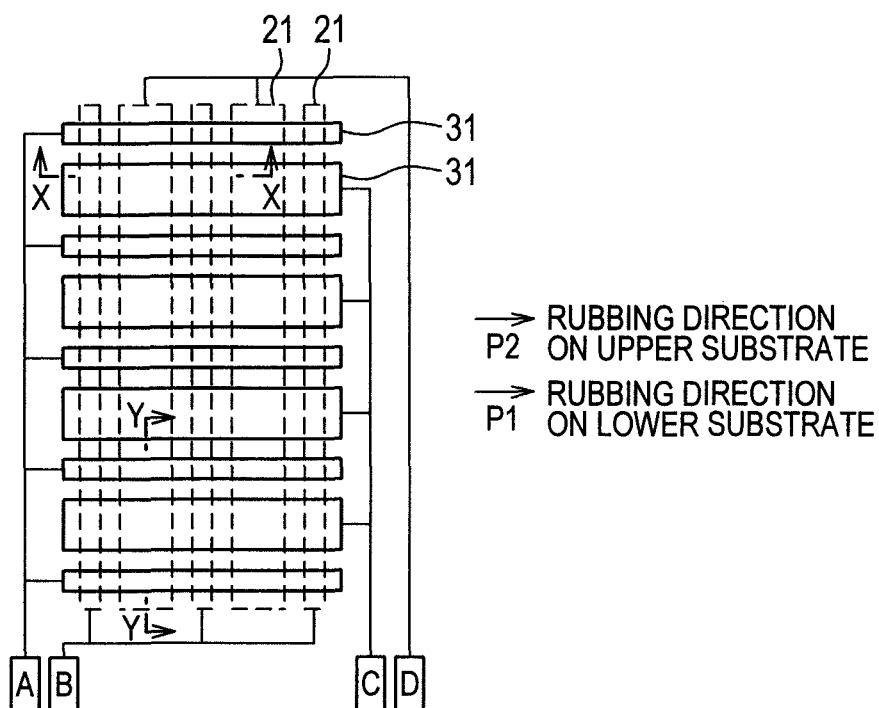 21 21
31
31
X X
RUBBING DIRECTION
P2 ON UPPER SUBSTRATE
RUBBING DIRECTION
P1 ON LOWER SUBSTRATE
Y
Y
A B C D